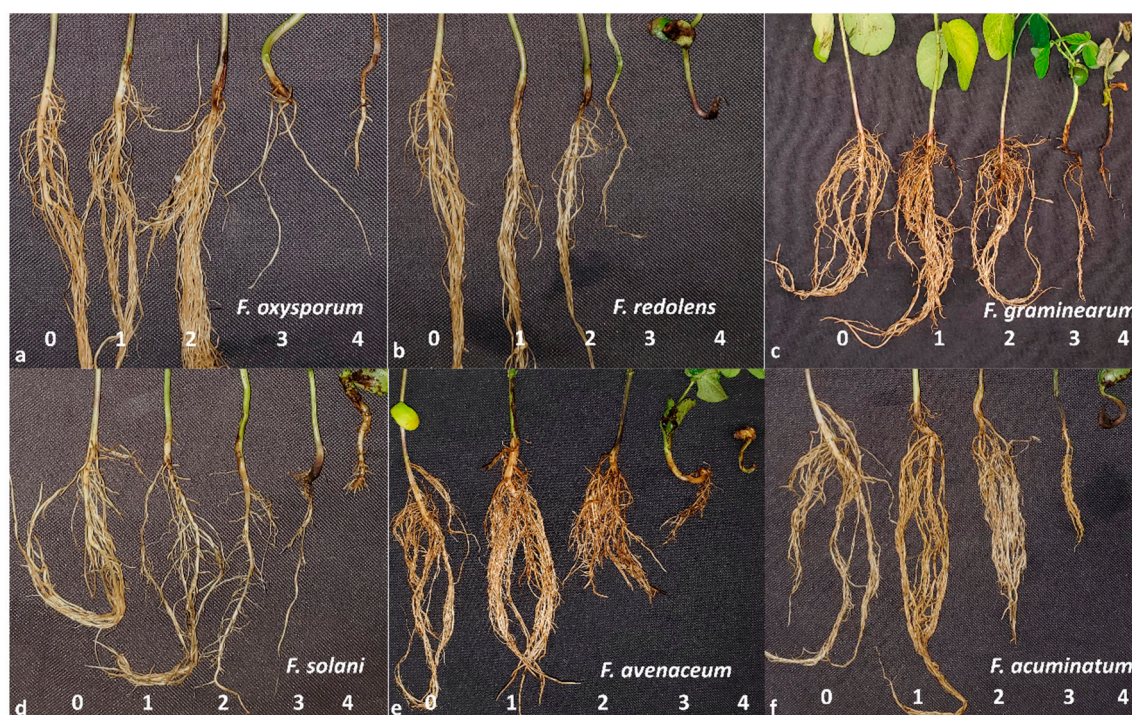 F. oxysporum
0 1 2 3 4
a
F. redolens
0 1 2 3 4
b
F. graminearum
0 1 2 3 4
c
F. solani
0 1 2 3 4
d
F. avenaceum
0 1 2 3 4
e
F. acuminatum
0 1 2 3 4
f